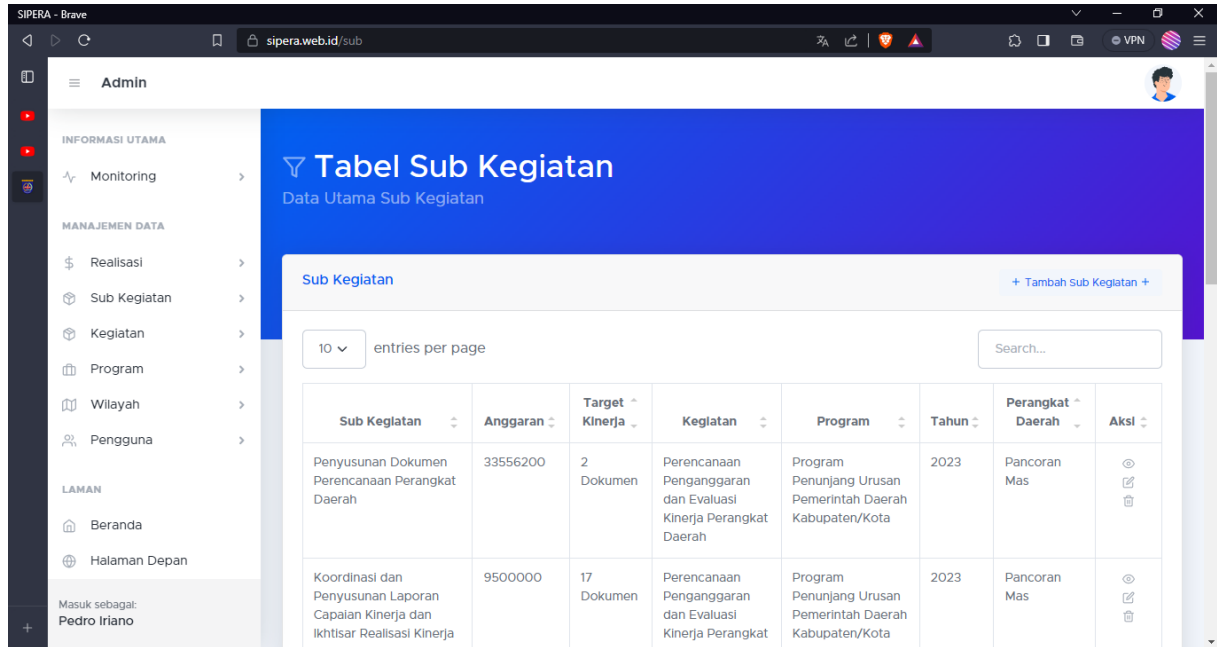 SIPERA - Brave
sipera.web.id/sub
VPN
Admin
INFORMASI UTAMA
Monitoring
MANAJEMEN DATA
Realisasi
Sub Kegiatan
Kegiatan
Program
Wilayah
Pengguna
LAMAN
Beranda
Halaman Depan
Masuk sebagai:
Pedro Iriano
Tabel Sub Kegiatan
Data Utama Sub Kegiatan
Sub Kegiatan
+ Tambah Sub Kegiatan +
10 entries per page
Search...
Sub Kegiatan
Anggaran
Target
Kinerja
Kegiatan
Program
Tahun
Perangkat
Daerah
Aksi
Penyusunan Dokumen
Perencanaan Perangkat
Daerah
33556200
2
Dokumen
Perencanaan
Penganggaran
dan Evaluasi
Kinerja Perangkat
Daerah
Program
Penunjang Urusan
Pemerintah Daerah
Kabupaten/Kota
2023
Pancoran
Mas
Koordinasi dan
Penyusunan Laporan
Capaian Kinerja dan
Ikhtisar Realisasi Kinerja
9500000
17
Dokumen
Perencanaan
Penganggaran
dan Evaluasi
Kinerja Perangkat
Program
Penunjang Urusan
Pemerintah Daerah
Kabupaten/Kota
2023
Pancoran
Mas